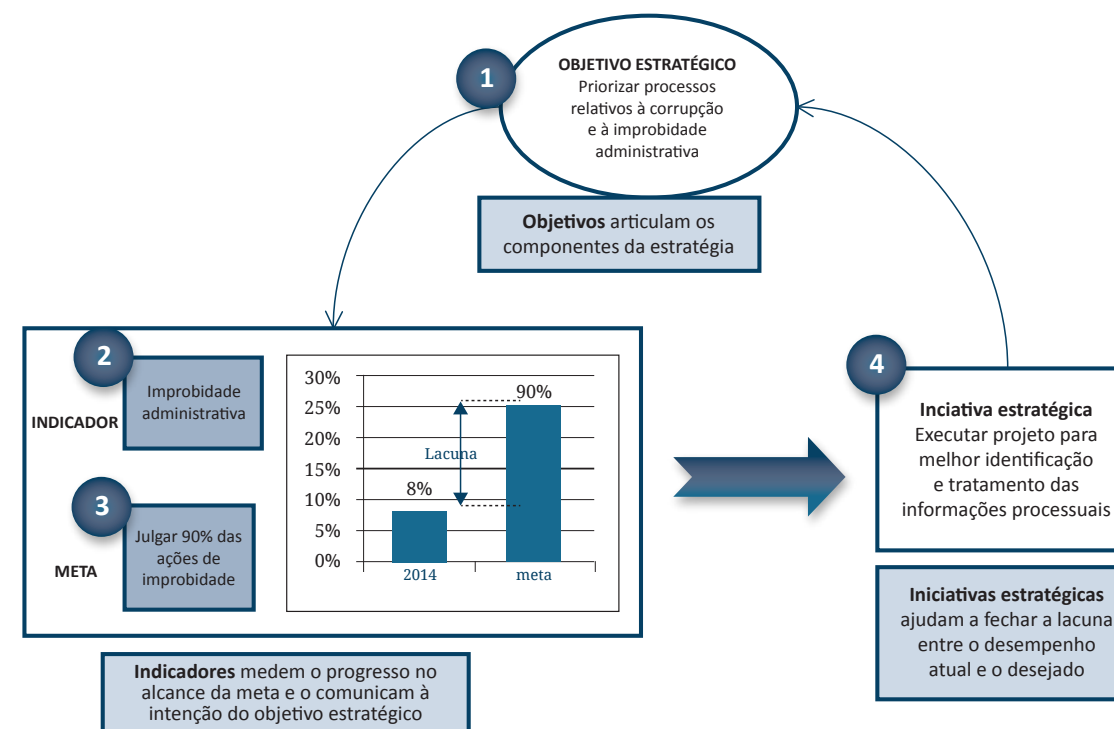 1
OBJETIVO ESTRATÉGICO
Priorizar processos
relativos à corrupção
e à improbidade
administrativa
Objetivos articulam os
componentes da estratégia
2
INDICADOR
Improbidade
administrativa
3
META
Julgar 90% das
ações de
improbidade
30%
25%
20%
15%
10%
5%
0%
8%
Lacuna
90%
2014
meta
Indicadores medem o progresso no
alcance da meta e o comunicam à
intenção do objetivo estratégico
4
Inciativa estratégica
Executar projeto para
melhor identificação
e tratamento das
informações processuais
Iniciativas estratégicas
ajudam a fechar a lacuna
entre o desempenho
atual e o desejado